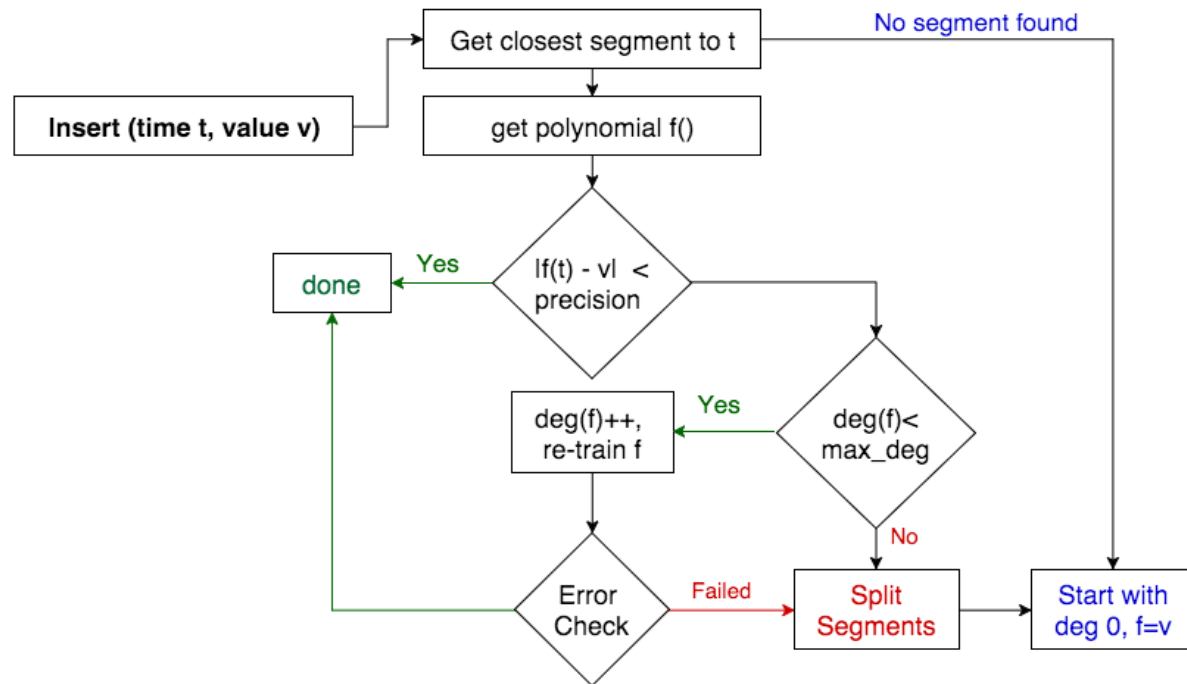 No segment found
Get closest segment to t
Insert (time t, value v)
get polynomial f()
|f(t) - v| <
precision
Yes
done
deg(f)<
max_deg
Yes
deg(f)++,
re-train f
No
Error
Check
Failed
Split
Segments
Start with
deg 0, f=v